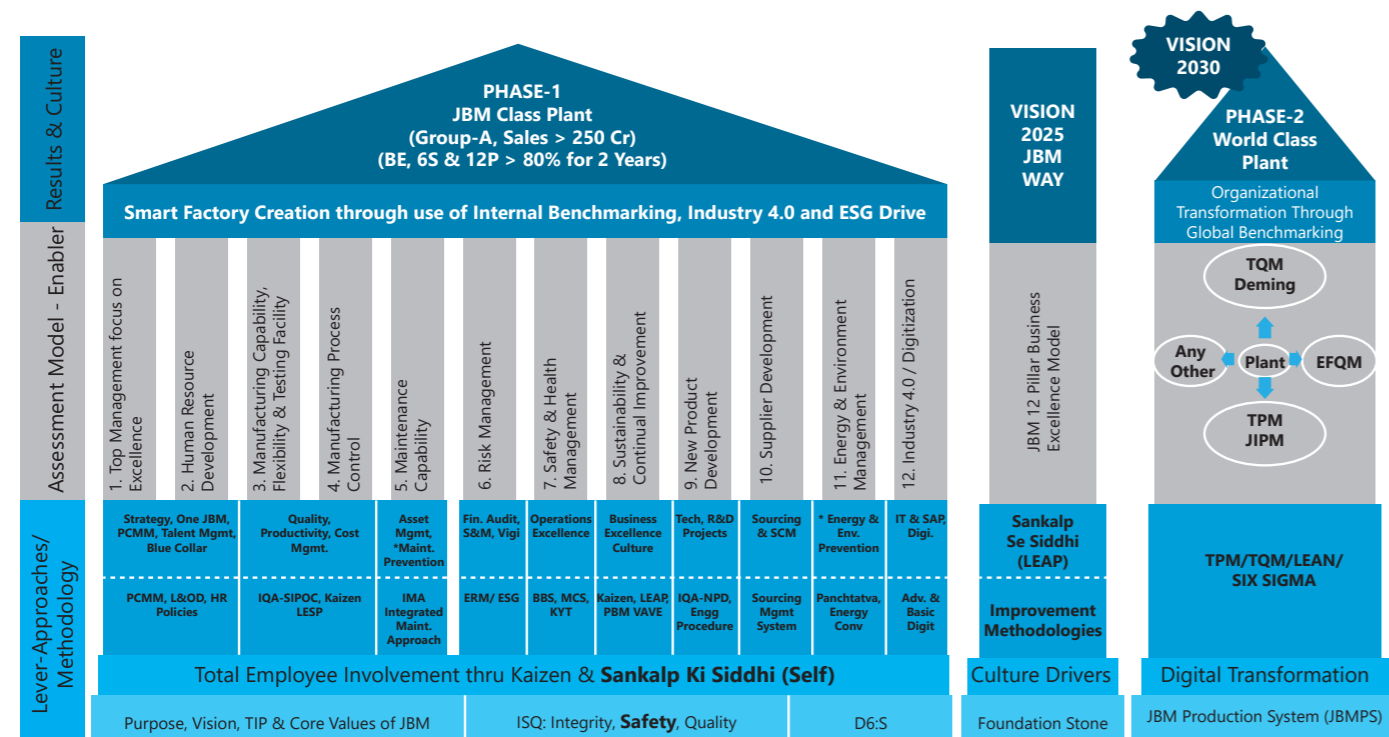 Results & Culture
Assessment Model - Enabler
Lever-Approaches/
Methodology
PHASE-1
JBM Class Plant
(Group-A, Sales > 250 Cr)
(BE, 6S & 12P > 80% for 2 Years)
Smart Factory Creation through use of Internal Benchmarking, Industry 4.0 and ESG Drive
1. Top Management focus on
Excellence
2. Human Resource
Development
3. Manufacturing Capability,
Flexibility & Testing Facility
4. Manufacturing Process
Control
5. Maintenance
Capability
6. Risk Management
7. Safety & Health
Management
8. Sustainability &
Continual Improvement
9. New Product
Development
10. Supplier Development
11. Energy & Environment
Management
12. Industry 4.0 / Digitization
Strategy, One JBM,
PCMM, Talent Mgmt,
Blue Collar
Quality,
Productivity, Cost
Mgmt.
Asset
Mgmt,
*Maint.
Prevention
Fin. Audit,
S&M, Vigi
Operations
Excellence
Business
Excellence
Culture
Tech, R&D
Projects
Sourcing
& SCM
* Energy &
Env.
Prevention
IT & SAP,
Digi.
PCMM, L&OD, HR
Policies
IQA-SIPOC, Kaizen
LESP
IMA
Integrated
Maint.
Approach
ERM/ ESG
BBS, MCS,
KYT
Kaizen, LEAP,
PBM VAVE
IQA-NPD,
Engg
Procedure
Sourcing
Mgmt
System
Panchtatva,
Energy
Conv
Adv. &
Basic
Digit
Total Employee Involvement thru Kaizen & Sankalp Ki Siddhi (Self)
Purpose, Vision, TIP & Core Values of JBM
ISQ: Integrity, Safety, Quality
D6:S
VISION
2025
JBM
WAY
JBM 12 Pillar Business
Excellence Model
Sankalp
Se Siddhi
(LEAP)
Improvement
Methodologies
Culture Drivers
Foundation Stone
VISION
2030
PHASE-2
World Class
Plant
Organizational
Transformation Through
Global Benchmarking
TQM
Deming
Any
Other
Plant
EFQM
TPM
JIPM
TPM/TQM/LEAN/
SIX SIGMA
Digital Transformation
JBM Production System (JBMPS)